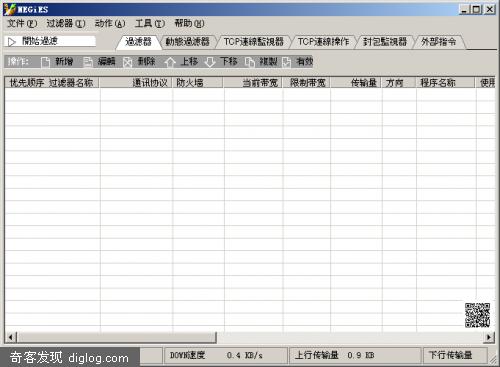 NEGiES
文件(F) 过滤器(I) 动作(A) 工具(T) 帮助(H)
開始過濾 過濾器 動態過濾器 TCP連線監視器 TCP連線操作 封包監視器 外部指令
操作: 新增 編輯 删除 上移 下移 複製 有效
优先顺序 过滤器名称 通讯协议 防火墙 当前带宽 限制带宽 传输量 方向 程序名称 使用
奇客发现 diglog.com DOWN速度 0.4 KB/s 上行传输量 0.9 KB 下行传输量